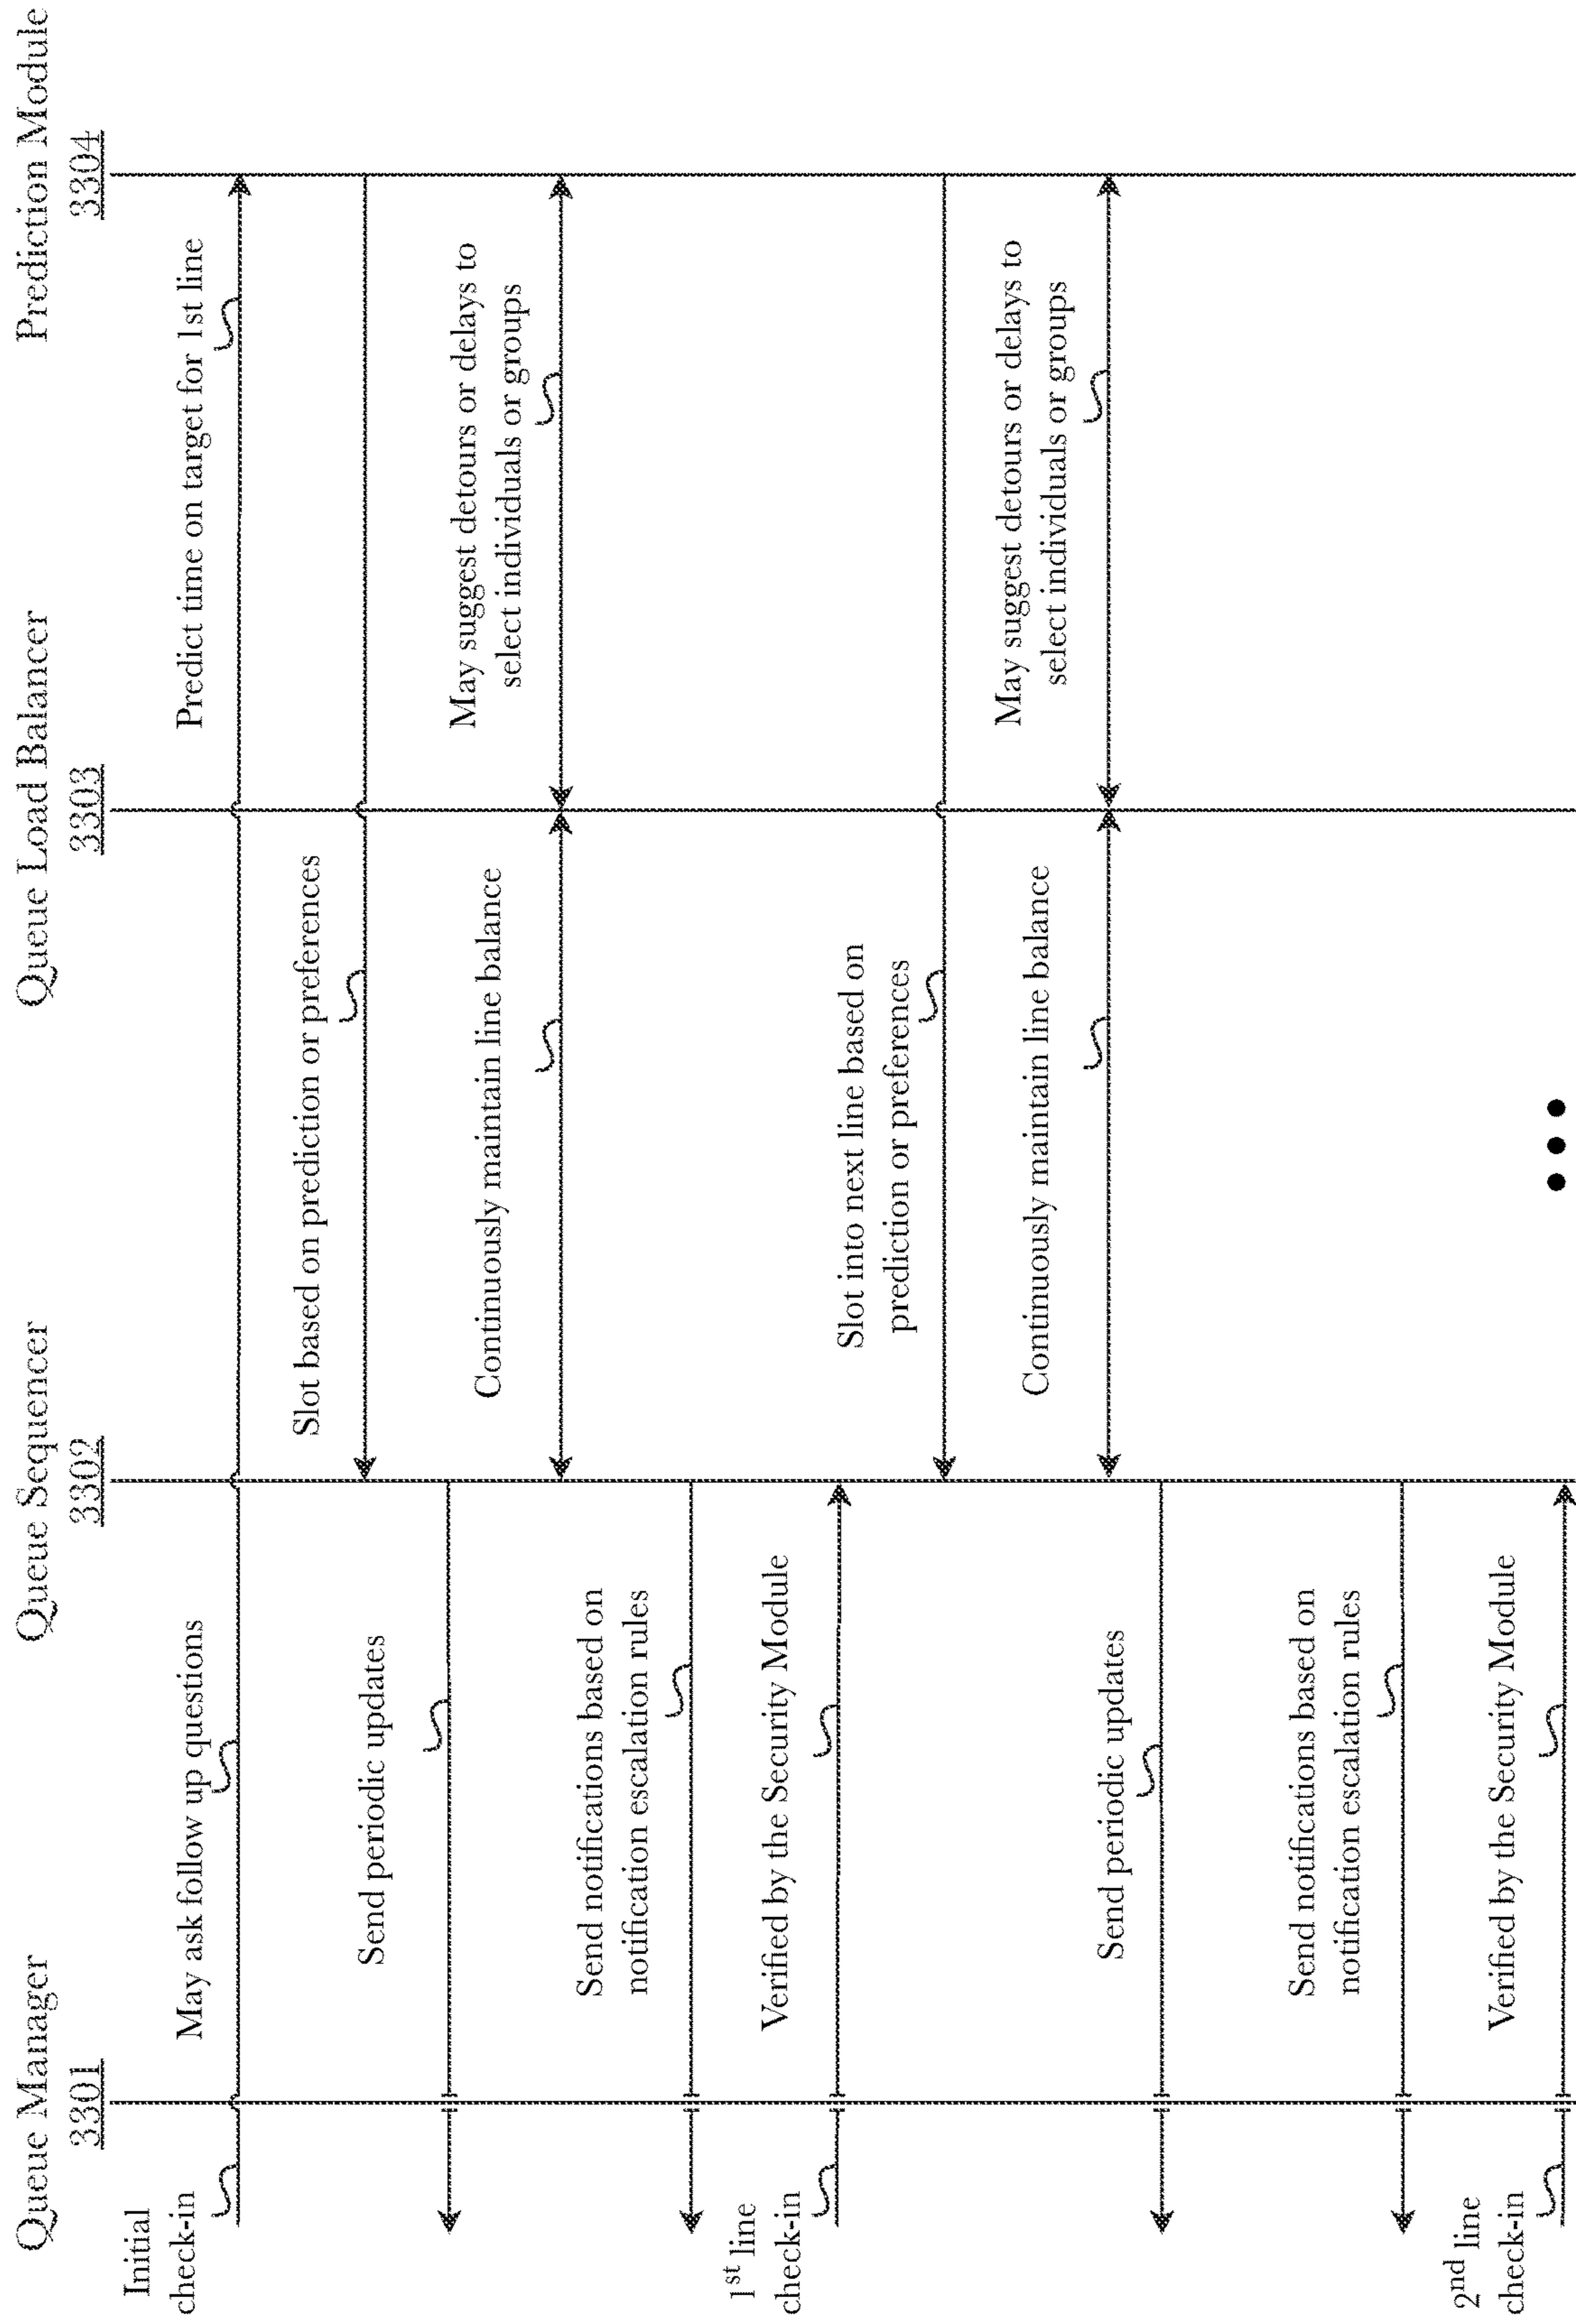 Queue Manager
3301
Queue Sequencer
3302
Queue Load Balancer
3303
Prediction Module
3304
Initial
check-in
May ask follow up questions
Predict time on target for 1st line
Slot based on prediction or preferences
Send periodic updates
Continuously maintain line balance
May suggest detours or delays to
select individuals or groups
Send notifications based on
notification escalation rules
1st line
check-in
Verified by the Security Module
Slot into next line based on
prediction or preferences
Continuously maintain line balance
May suggest detours or delays to
select individuals or groups
Send periodic updates
Send notifications based on
notification escalation rules
2nd line
check-in
Verified by the Security Module